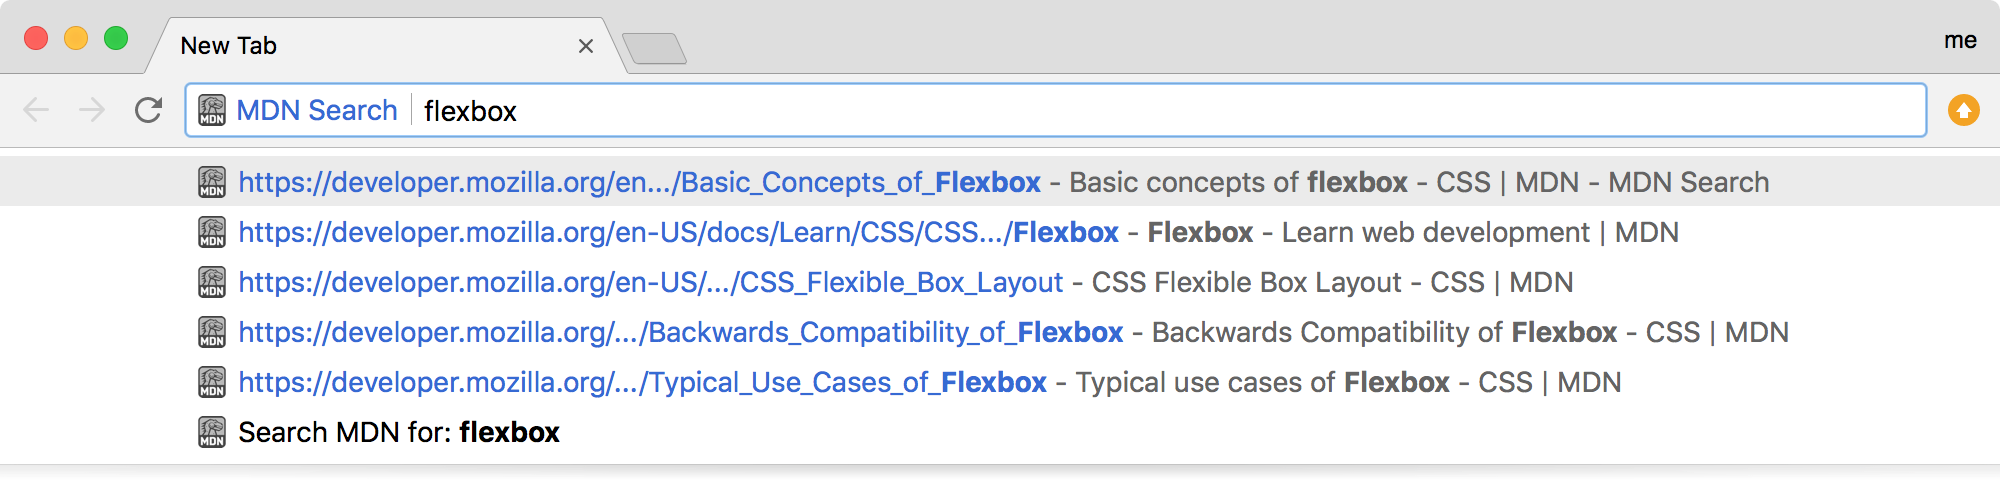 New Tab
me
MDN MDN Search flexbox
MDN https://developer.mozilla.org/en.../Basic_Concepts_of_Flexbox - Basic concepts of flexbox - CSS | MDN - MDN Search
MDN https://developer.mozilla.org/en-US/docs/Learn/CSS/CSS.../Flexbox - Flexbox - Learn web development | MDN
MDN https://developer.mozilla.org/en-US/.../CSS_Flexible_Box_Layout - CSS Flexible Box Layout - CSS | MDN
MDN https://developer.mozilla.org/.../Backwards_Compatibility_of_Flexbox - Backwards Compatibility of Flexbox - CSS | MDN
MDN https://developer.mozilla.org/.../Typical_Use_Cases_of_Flexbox - Typical use cases of Flexbox - CSS | MDN
MDN Search MDN for: flexbox